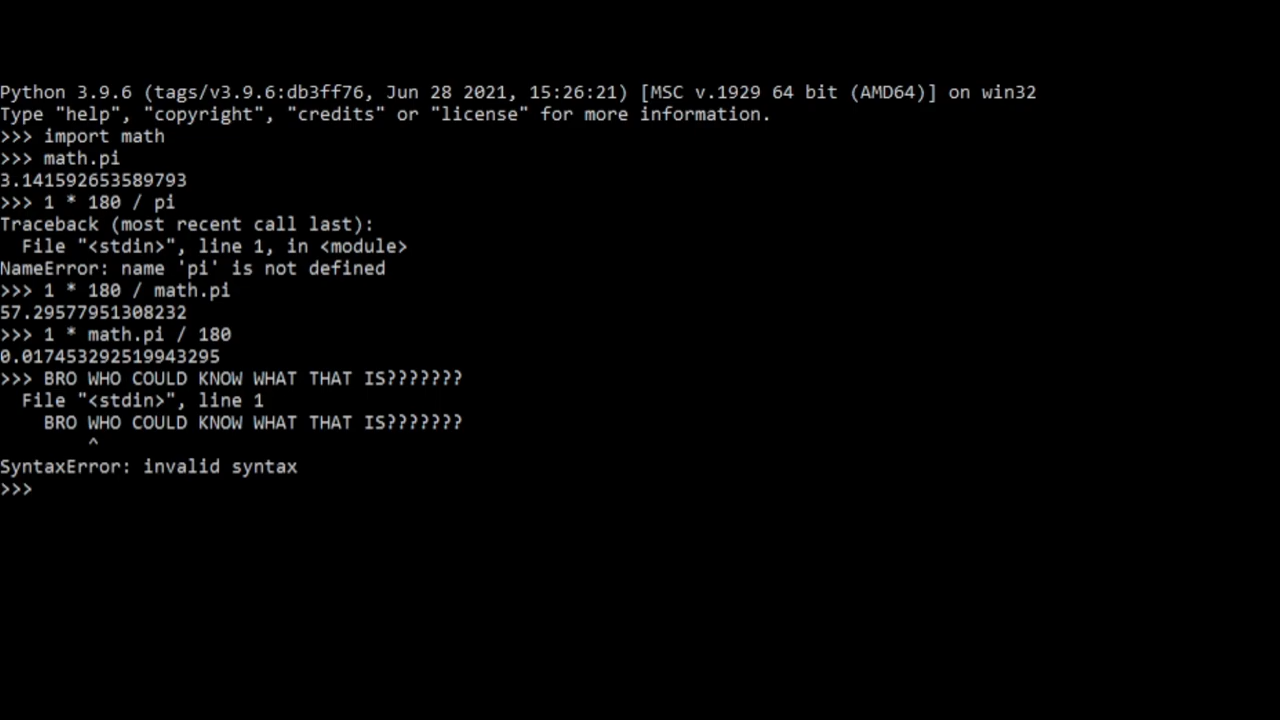 Python 3.9.6 (tags/v3.9.6:db3ff76, Jun 28 2021, 15:26:21) [MSC v.1929 64 bit (AMD64)] on win32
Type "help", "copyright", "credits" or "license" for more information.
>>> import math
>>> math.pi
3.141592653589793
>>> 1 * 180 / pi
Traceback (most recent call last):
  File "<stdin>", line 1, in <module>
NameError: name 'pi' is not defined
>>> 1 * 180 / math.pi
57.29577951308232
>>> 1 * math.pi / 180
0.017453292519943295
>>> BRO WHO COULD KNOW WHAT THAT IS???????
  File "<stdin>", line 1
    BRO WHO COULD KNOW WHAT THAT IS???????
        ^
SyntaxError: invalid syntax
>>>